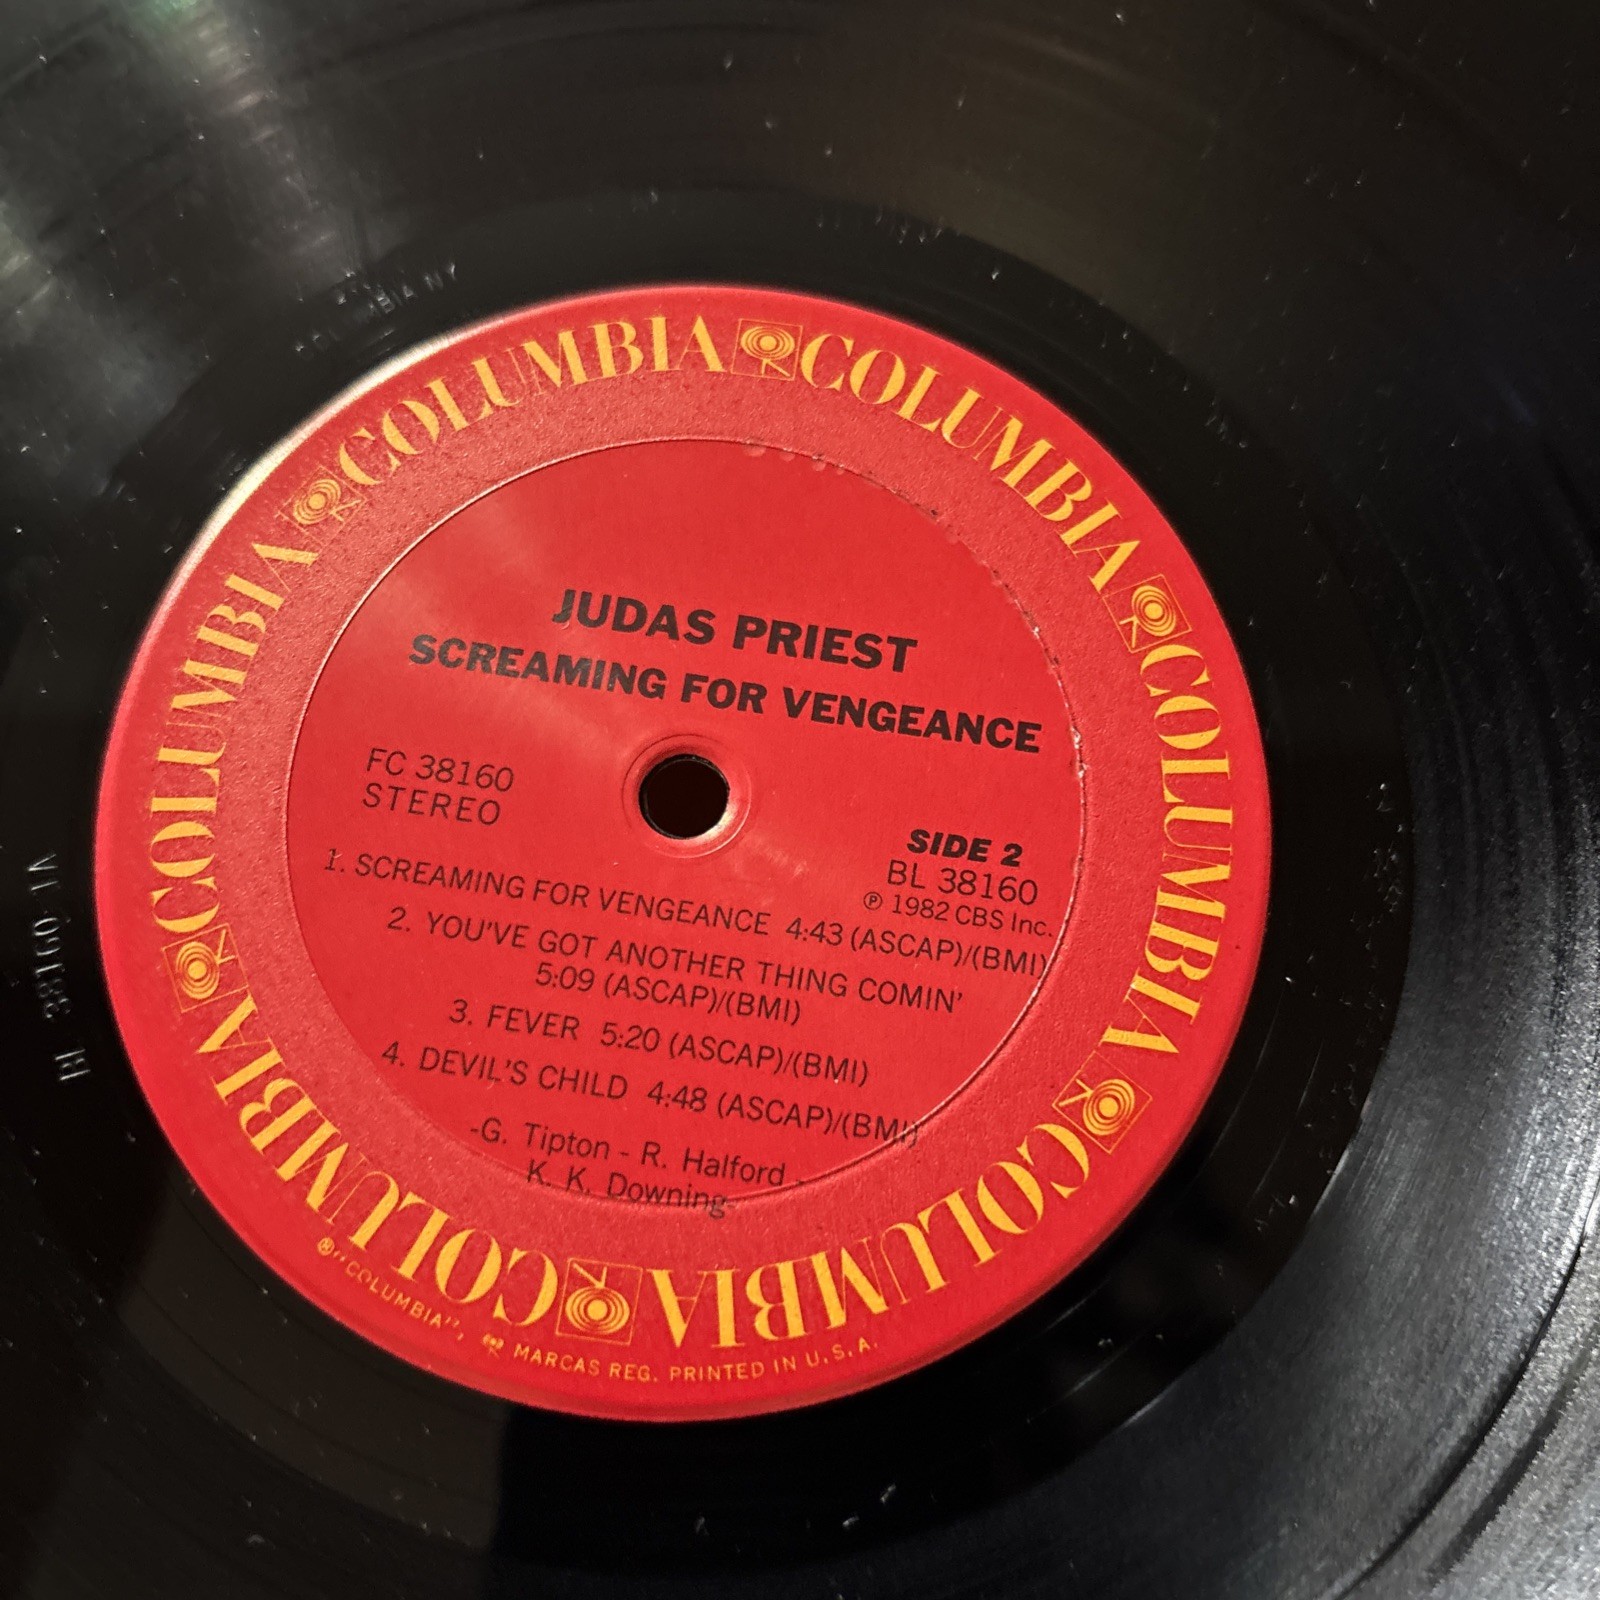 COLUMBIA COLUMBIA COLUMBIA COLUMBIA COLUMBIA COLUMBIA
JUDAS PRIEST
SCREAMING FOR VENGEANCE
FC 38160
STEREO
SIDE 2
BL 38160
℗ 1982 CBS Inc.
1. SCREAMING FOR VENGEANCE 4:43 (ASCAP)/(BMI)
2. YOU'VE GOT ANOTHER THING COMIN'
5:09 (ASCAP)/(BMI)
3. FEVER 5:20 (ASCAP)/(BMI)
4. DEVIL'S CHILD 4:48 (ASCAP)/(BMI)
-G. Tipton - R. Halford -
K. K. Downing-
®"COLUMBIA", MARCAS REG. PRINTED IN U.S.A.
BL 38160